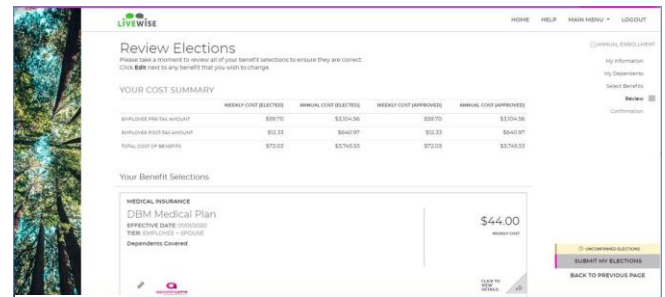 LIVEWISE
HOME HELP MAIN MENU LOGOUT
Review Elections
Please take a moment to review all of your benefit selections to ensure they are correct.
Click Edit next to any benefit that you wish to change.
ANNUAL ENROLLMENT
My Information
My Dependents
Select Benefits
Review
Confirmation
YOUR COST SUMMARY
WEEKLY COST (ELECTED) ANNUAL COST (ELECTED) WEEKLY COST (APPROVED) ANNUAL COST (APPROVED)
EMPLOYEE PRE-TAX AMOUNT $59.70 $3,104.56 $59.70 $3,104.56
EMPLOYEE POST-TAX AMOUNT $12.33 $640.97 $12.33 $640.97
TOTAL COST OF BENEFITS $72.03 $3,745.53 $72.03 $3,745.53
Your Benefit Selections
MEDICAL INSURANCE
DBM Medical Plan
EFFECTIVE DATE: 01/01/2020
TIER: EMPLOYEE + SPOUSE
Dependents Covered
$44.00
WEEKLY COST
CLICK TO
VIEW
DETAILS
UNCONFIRMED ELECTIONS
SUBMIT MY ELECTIONS
BACK TO PREVIOUS PAGE